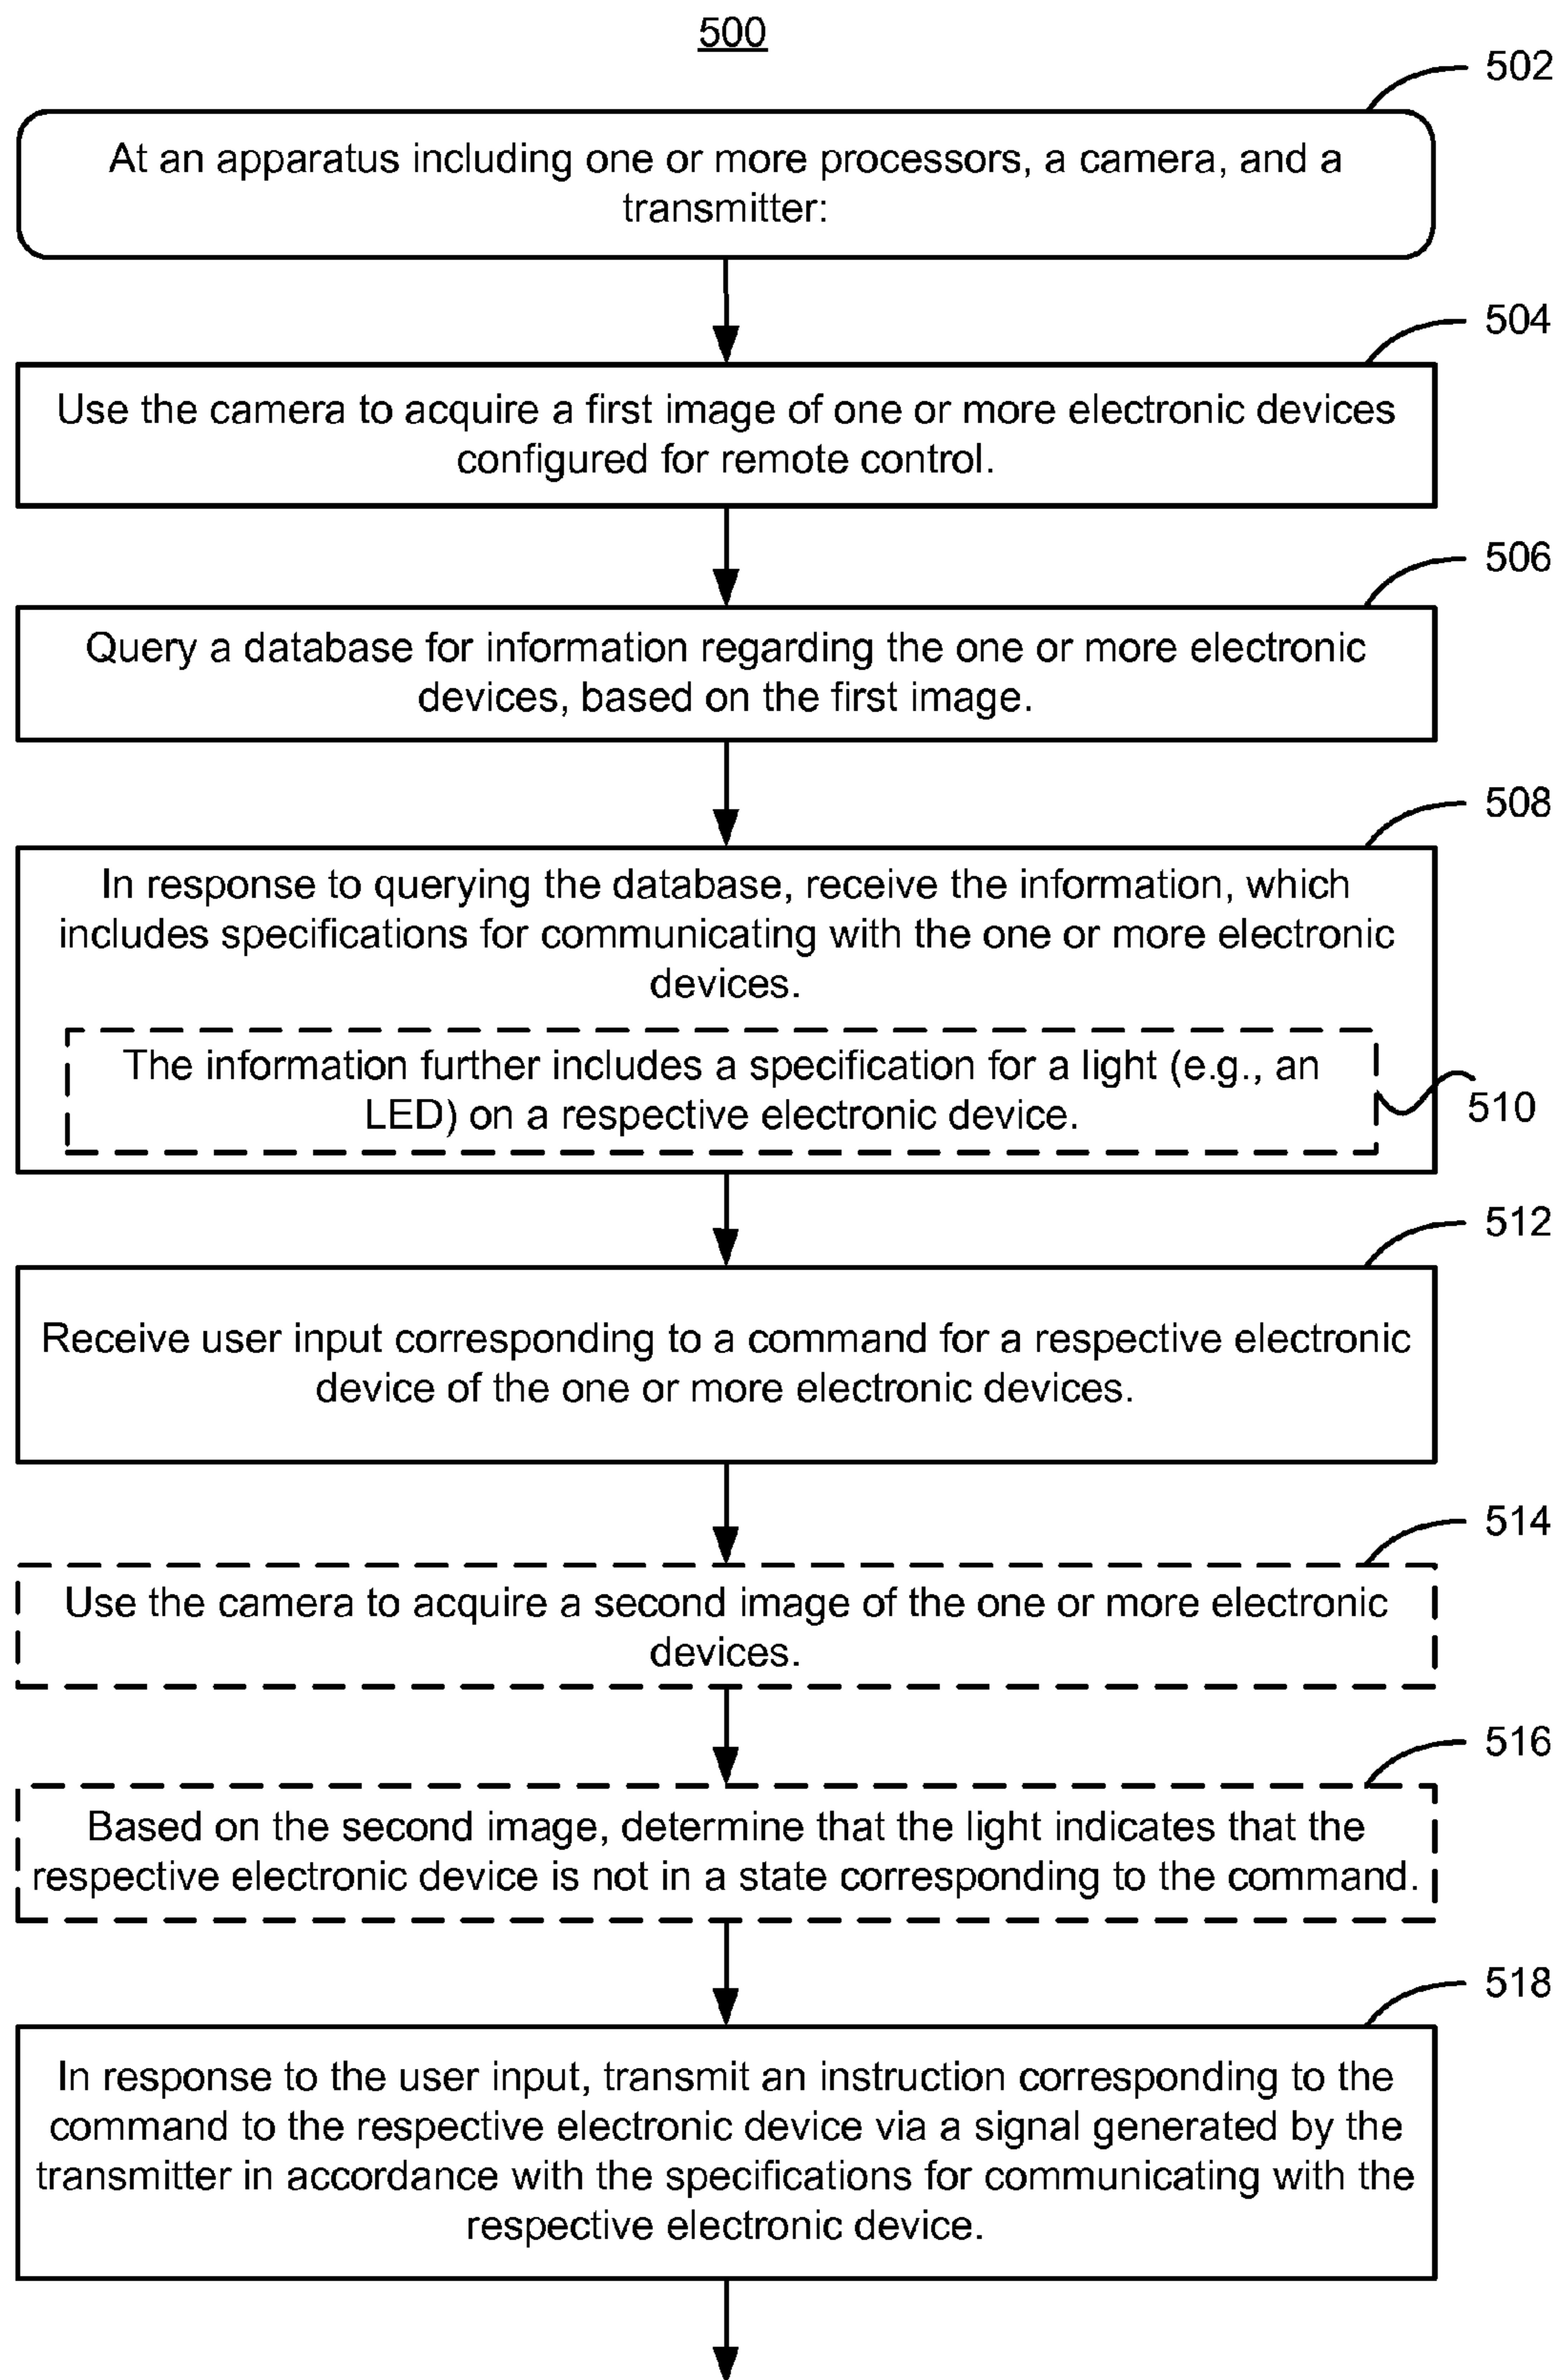 500
502
At an apparatus including one or more processors, a camera, and a
transmitter:
504
Use the camera to acquire a first image of one or more electronic devices
configured for remote control.
506
Query a database for information regarding the one or more electronic
devices, based on the first image.
508
In response to querying the database, receive the information, which
includes specifications for communicating with the one or more electronic
devices.
The information further includes a specification for a light (e.g., an
LED) on a respective electronic device.
510
512
Receive user input corresponding to a command for a respective electronic
device of the one or more electronic devices.
514
Use the camera to acquire a second image of the one or more electronic
devices.
516
Based on the second image, determine that the light indicates that the
respective electronic device is not in a state corresponding to the command.
518
In response to the user input, transmit an instruction corresponding to the
command to the respective electronic device via a signal generated by the
transmitter in accordance with the specifications for communicating with the
respective electronic device.